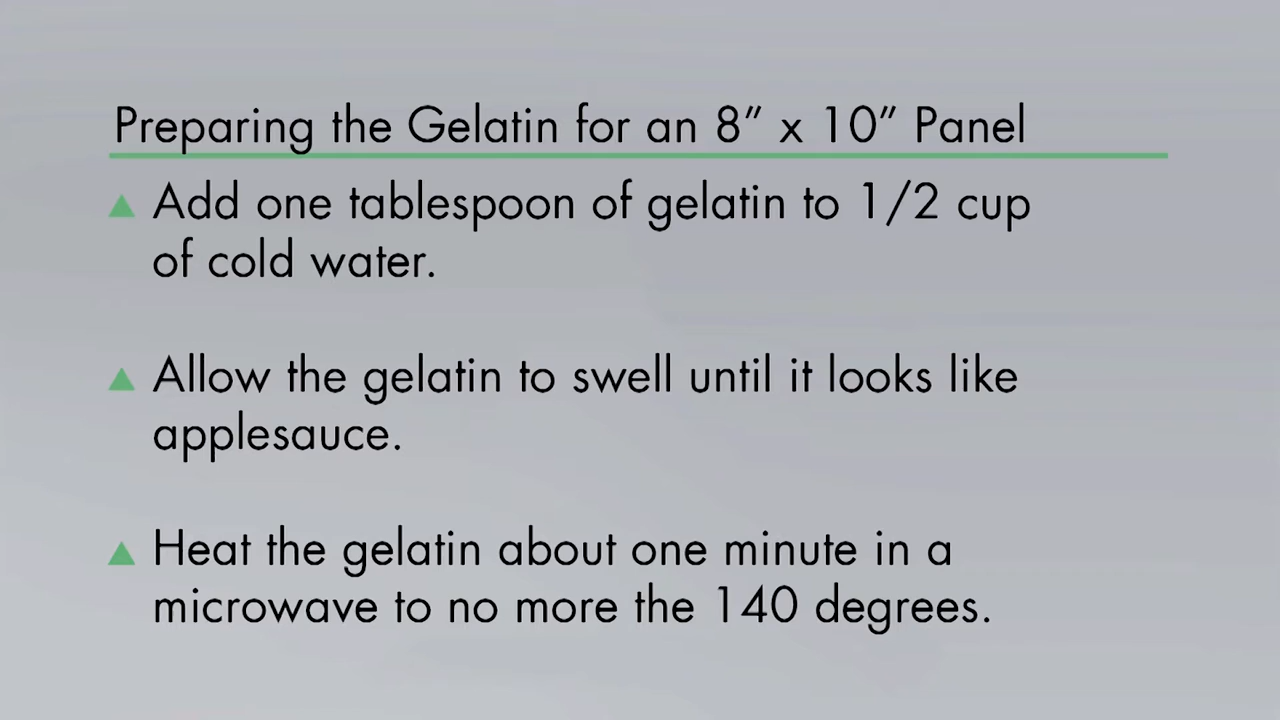 Preparing the Gelatin for an 8” x 10” Panel
Add one tablespoon of gelatin to 1/2 cup
of cold water.
Allow the gelatin to swell until it looks like
applesauce.
Heat the gelatin about one minute in a
microwave to no more the 140 degrees.